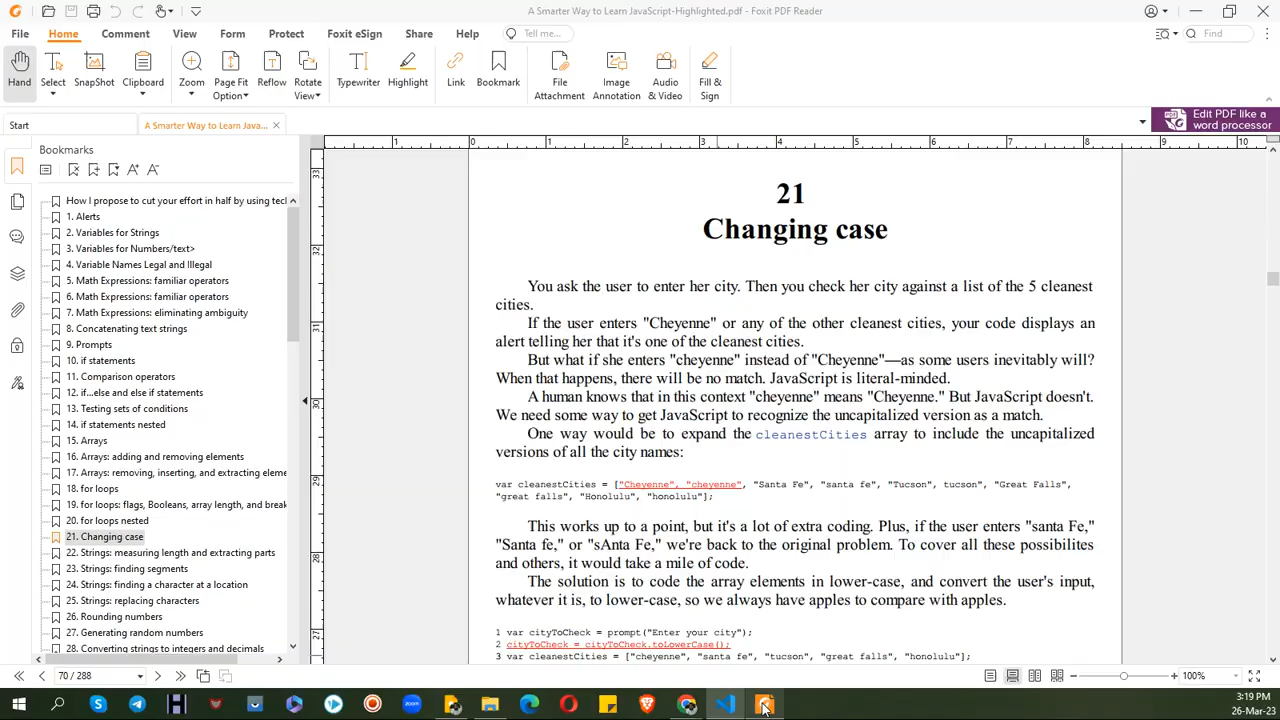 A Smarter Way to Learn JavaScript-Highlighted.pdf - Foxit PDF Reader
File Home Comment View Form Protect Foxit eSign Share Help Tell me... Find
Hand Select SnapShot Clipboard Zoom Page Fit Option Reflow Rotate View Typewriter Highlight Link Bookmark File Attachment Image Annotation Audio & Video Fill & Sign
Start A Smarter Way to Learn Java... Edit PDF like a word processor
Bookmarks
How I propose to cut your effort in half by using tech
1. Alerts
2. Variables for Strings
3. Variables for Numbers/text>
4. Variable Names Legal and Illegal
5. Math Expressions: familiar operators
6. Math Expressions: familiar operators
7. Math Expressions: eliminating ambiguity
8. Concatenating text strings
9. Prompts
10. if statements
11. Comparison operators
12. if...else and else if statements
13. Testing sets of conditions
14. if statements nested
15. Arrays
16. Arrays: adding and removing elements
17. Arrays: removing, inserting, and extracting eleme
18. for loops
19. for loops: flags, Booleans, array length, and break
20. for loops nested
21. Changing case
22. Strings: measuring length and extracting parts
23. Strings: finding segments
24. Strings: finding a character at a location
25. Strings: replacing characters
26. Rounding numbers
27. Generating random numbers
28. Converting strings to integers and decimals
1 0 1 2 3 4 5 6 7 8 9 10
33
32
31
30
29
28
27
21
Changing case
You ask the user to enter her city. Then you check her city against a list of the 5 cleanest
cities.
If the user enters "Cheyenne" or any of the other cleanest cities, your code displays an
alert telling her that it's one of the cleanest cities.
But what if she enters "cheyenne" instead of "Cheyenne"—as some users inevitably will?
When that happens, there will be no match. JavaScript is literal-minded.
A human knows that in this context "cheyenne" means "Cheyenne." But JavaScript doesn't.
We need some way to get JavaScript to recognize the uncapitalized version as a match.
One way would be to expand the cleanestCities array to include the uncapitalized
versions of all the city names:
var cleanestCities = ["Cheyenne", "cheyenne", "Santa Fe", "santa fe", "Tucson", tucson", "Great Falls",
"great falls", "Honolulu", "honolulu"];
This works up to a point, but it's a lot of extra coding. Plus, if the user enters "santa Fe,"
"Santa fe," or "sAnta Fe," we're back to the original problem. To cover all these possibilites
and others, it would take a mile of code.
The solution is to code the array elements in lower-case, and convert the user's input,
whatever it is, to lower-case, so we always have apples to compare with apples.
1 var cityToCheck = prompt("Enter your city");
2 cityToCheck = cityToCheck.toLowerCase();
3 var cleanestCities = ["cheyenne", "santa fe", "tucson", "great falls", "honolulu"];
70 / 288 100%
zoom
3:19 PM
26-Mar-23